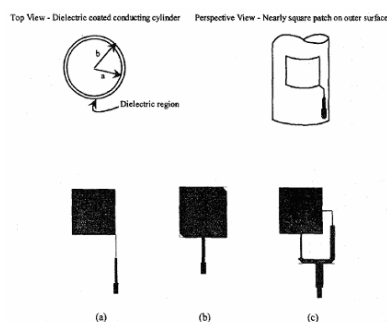 Top View - Dielectric coated conducting cylinder
Perspective View - Nearly square patch on outer surface
b
a
Dielectric region
(a)
(b)
(c)